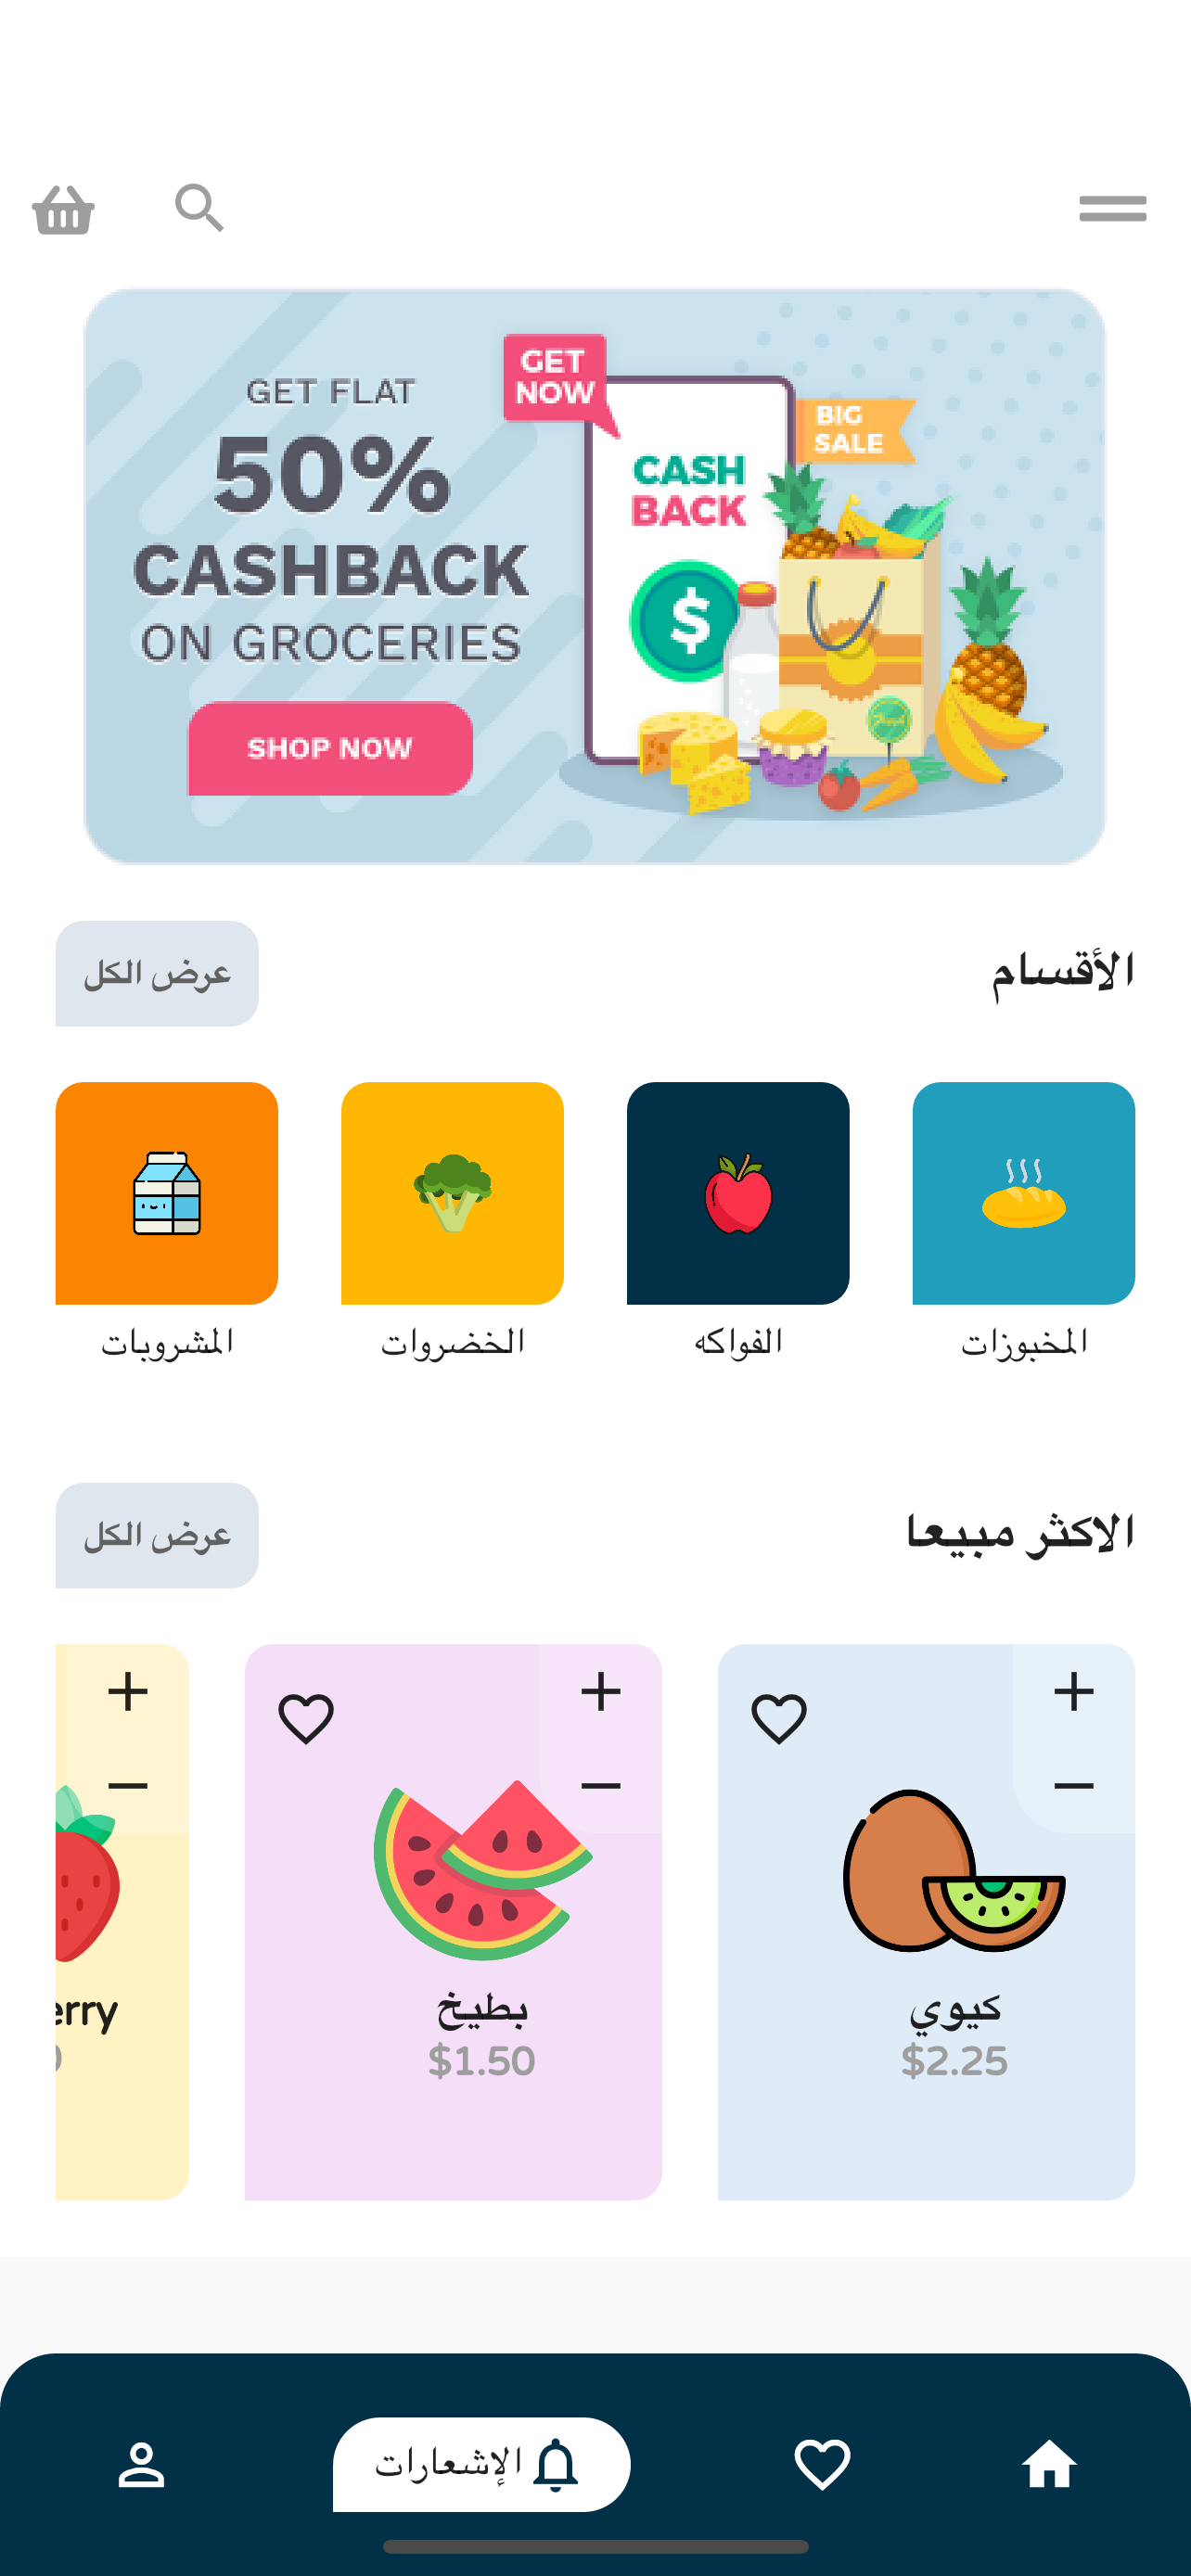 GET FLAT
50%
CASHBACK
ON GROCERIES
SHOP NOW
GET
NOW
BIG
SALE
CASH
BACK
$
الأقسام
عرض الكل
المخبوزات
الفواكه
الخضروات
المشروبات
الاكثر مبيعا
عرض الكل
كيوي
$2.25
بطيخ
$1.50
erry
الإشعارات